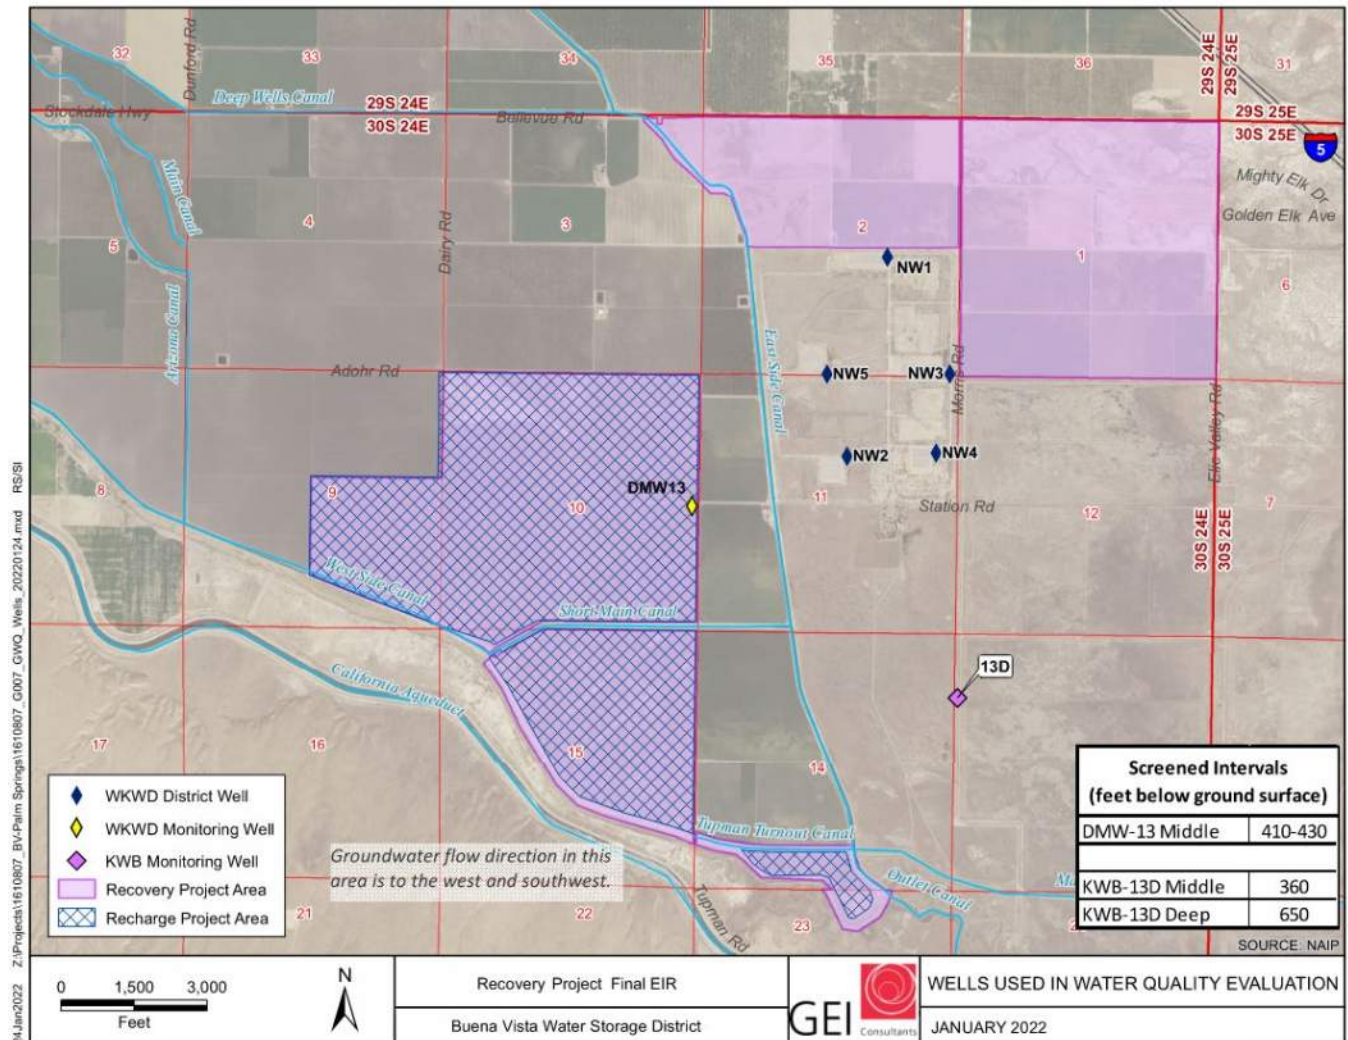 32
33
34
35
36
31
Dunford Rd
29S 24E
29S 25E
Deep Wells Canal
29S 24E
30S 24E
Stockdale Hwy
Bellevue Rd
29S 25E
30S 25E
5
Mighty Elk Dr
Golden Elk Ave
Main Canal
5
4
3
2
1
6
Dairy Rd
NW1
Arizona Canal
Adohr Rd
East Side Canal
NW5
NW3
Morris Rd
Elk Valley Rd
NW2
NW4
8
9
10
DMW13
11
Station Rd
12
7
30S 24E
30S 25E
West Side Canal
Short Main Canal
California Aqueduct
13D
17
16
15
14
Tupman Turnout Canal
Outlet Canal
Tupman Rd
21
22
23
Groundwater flow direction in this
area is to the west and southwest.
WKWD District Well
WKWD Monitoring Well
KWB Monitoring Well
Recovery Project Area
Recharge Project Area
Screened Intervals
(feet below ground surface)
DMW-13 Middle 410-430
KWB-13D Middle 360
KWB-13D Deep 650
SOURCE: NAIP
0 1,500 3,000
Feet
N
Recovery Project Final EIR
Buena Vista Water Storage District
GEI Consultants
WELLS USED IN WATER QUALITY EVALUATION
JANUARY 2022
24Jan2022 Z:\Projects\1610807_BV-Palm Springs\1610807_G007_GWQ_Wells_20220124.mxd RS/SI